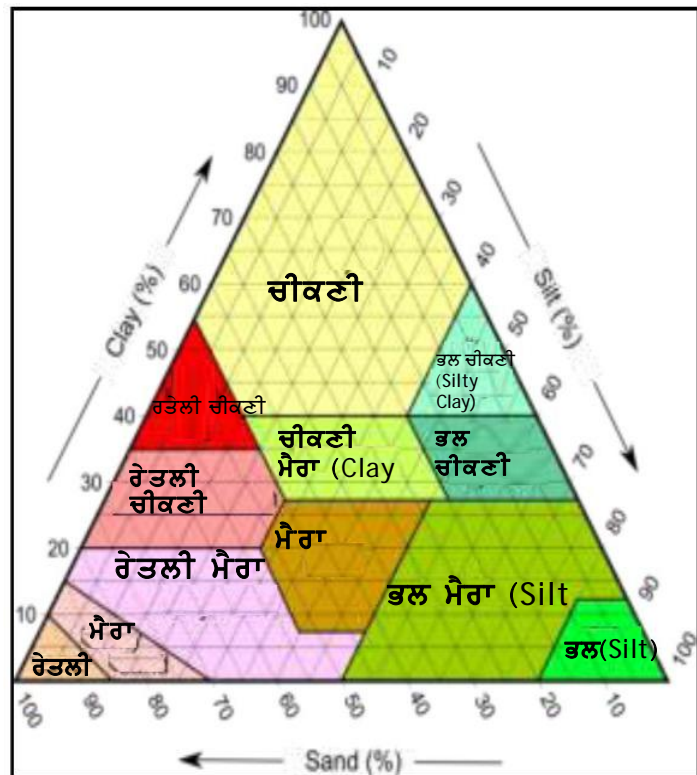 100
90
80
70
60
50
40
30
20
10
Clay (%)
10
20
30
40
50
60
70
80
90
100
Silt (%)
ਚੀਕਣੀ
ਭਲ ਚੀਕਣੀ
(Silty
Clay)
ਰਤੇਲੀ ਚੀਕਣੀ
ਚੀਕਣੀ
ਮੈਰਾ (Clay
ਭਲ
ਚੀਕਣੀ
ਰੇਤਲੀ
ਚੀਕਣੀ
ਮੈਰਾ
ਰੇਤਲੀ ਮੈਰਾ
ਭਲ ਮੈਰਾ (Silt
ਮੈਰਾ
ਰੇਤਲੀ
ਭਲ(Silt)
100
90
80
70
60
50
40
30
20
10
Sand (%)